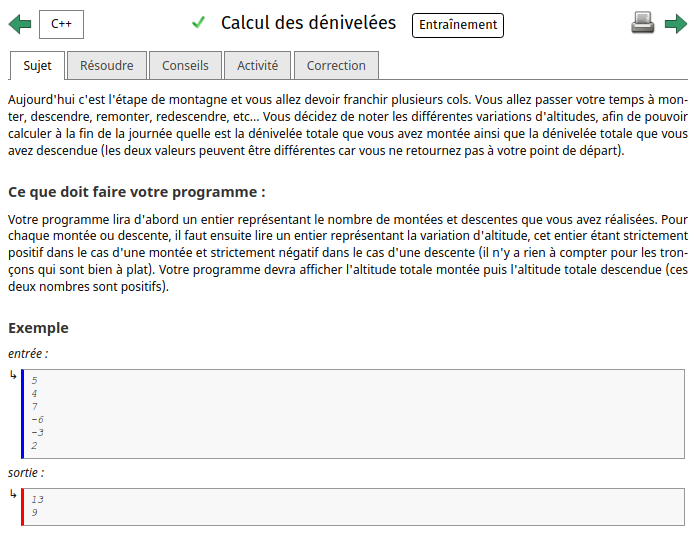 C++
Calcul des dénivelées
Entraînement
Sujet
Résoudre
Conseils
Activité
Correction
Aujourd'hui c'est l'étape de montagne et vous allez devoir franchir plusieurs cols. Vous allez passer votre temps à mon-
ter, descendre, remonter, redescendre, etc... Vous décidez de noter les différentes variations d'altitudes, afin de pouvoir
calculer à la fin de la journée quelle est la dénivelée totale que vous avez montée ainsi que la dénivelée totale que vous
avez descendue (les deux valeurs peuvent être différentes car vous ne retournez pas à votre point de départ).
Ce que doit faire votre programme :
Votre programme lira d'abord un entier représentant le nombre de montées et descentes que vous avez réalisées. Pour
chaque montée ou descente, il faut ensuite lire un entier représentant la variation d'altitude, cet entier étant strictement
positif dans le cas d'une montée et strictement négatif dans le cas d'une descente (il n'y a rien à compter pour les tron-
çons qui sont bien à plat). Votre programme devra afficher l'altitude totale montée puis l'altitude totale descendue (ces
deux nombres sont positifs).
Exemple
entrée :
5
4
7
-6
-3
2
sortie :
13
9